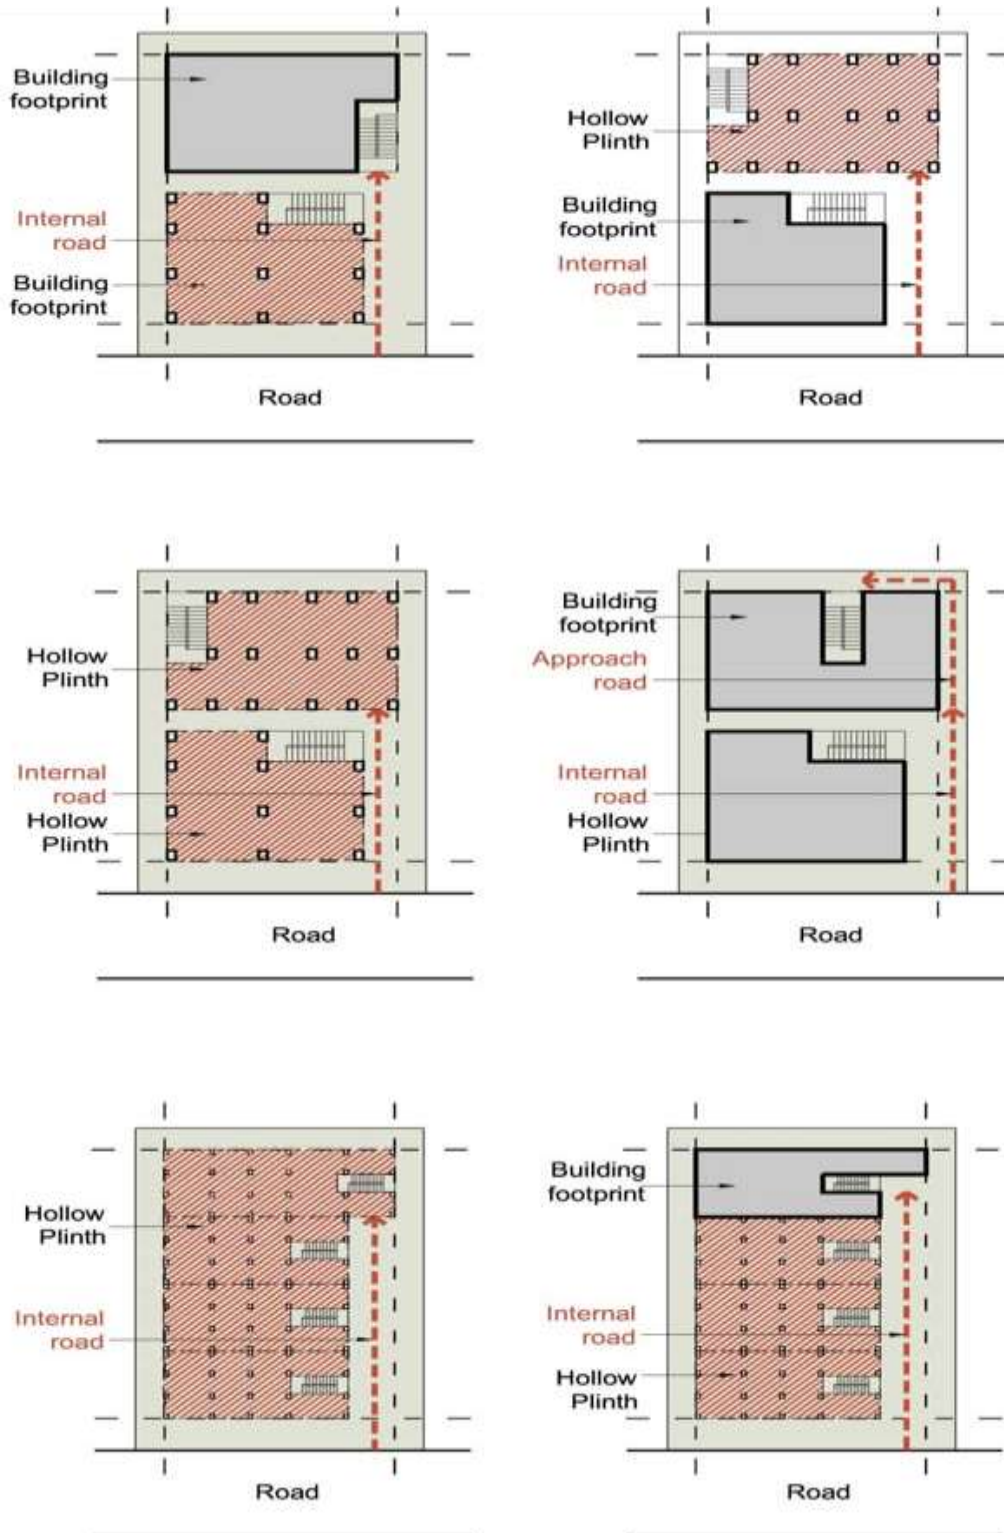 Building
footprint
Internal
road
Building
footprint
Road
Hollow
Plinth
Building
footprint
Internal
road
Road
Hollow
Plinth
Internal
road
Hollow
Plinth
Road
Building
footprint
Approach
road
Internal
road
Hollow
Plinth
Road
Hollow
Plinth
Internal
road
Road
Building
footprint
Internal
road
Hollow
Plinth
Road